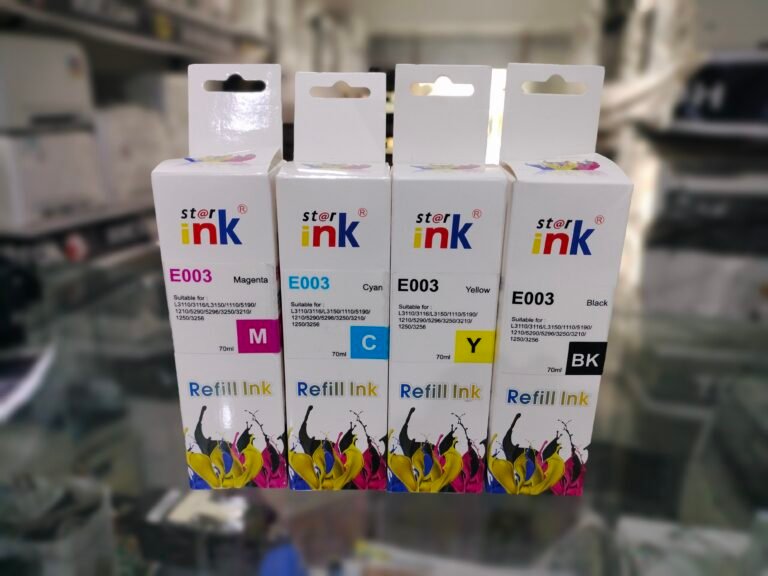 st@r
ink®
E003 Magenta
Suitable for :
L3110/3116/L3150/1110/5190/
1210/5290/5296/3250/3210/
1250/3256
70ml
M
Refill Ink
st@r
ink®
E003 Cyan
Suitable for :
L3110/3116/L3150/1110/5190/
1210/5290/5296/3250/3210/
1250/3256
70ml
C
Refill Ink
st@r
ink®
E003 Yellow
Suitable for :
L3110/3116/L3150/1110/5190/
1210/5290/5296/3250/3210/
1250/3256
70ml
Y
Refill Ink
st@r
ink®
E003 Black
Suitable for :
L3110/3116/L3150/1110/5190/
1210/5290/5296/3250/3210/
1250/3256
70ml
BK
Refill Ink